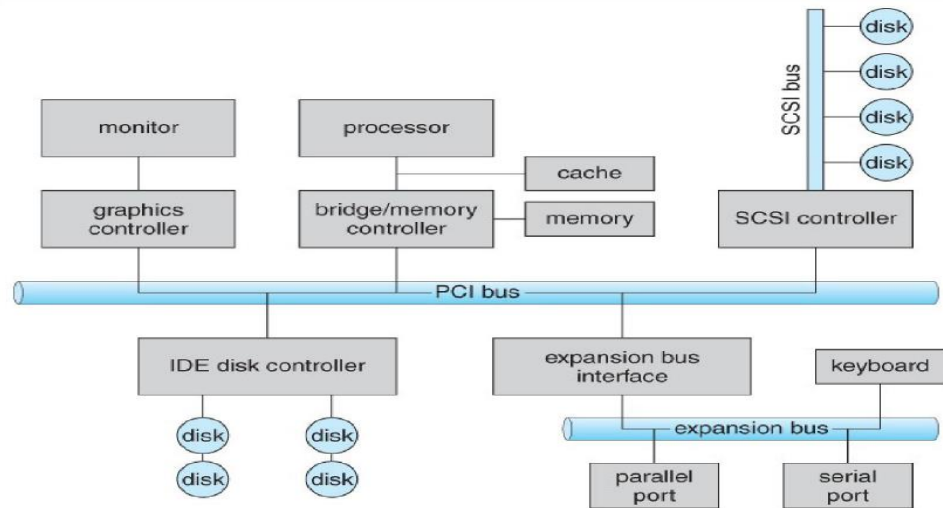 disk
disk
disk
disk
SCSI bus
monitor
processor
cache
graphics
controller
bridge/memory
controller
memory
SCSI controller
PCI bus
IDE disk controller
expansion bus
interface
keyboard
disk
disk
disk
disk
expansion bus
parallel
port
serial
port